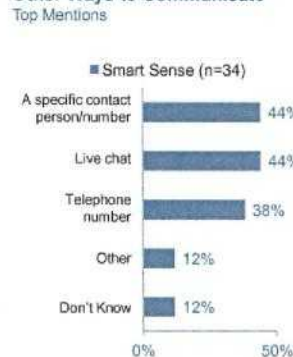 Top Mentions
Smart Sense (n=34)
A specific contact
person/number
44%
Live chat
44%
Telephone
number
38%
Other
12%
Don't Know
12%
0%
50%